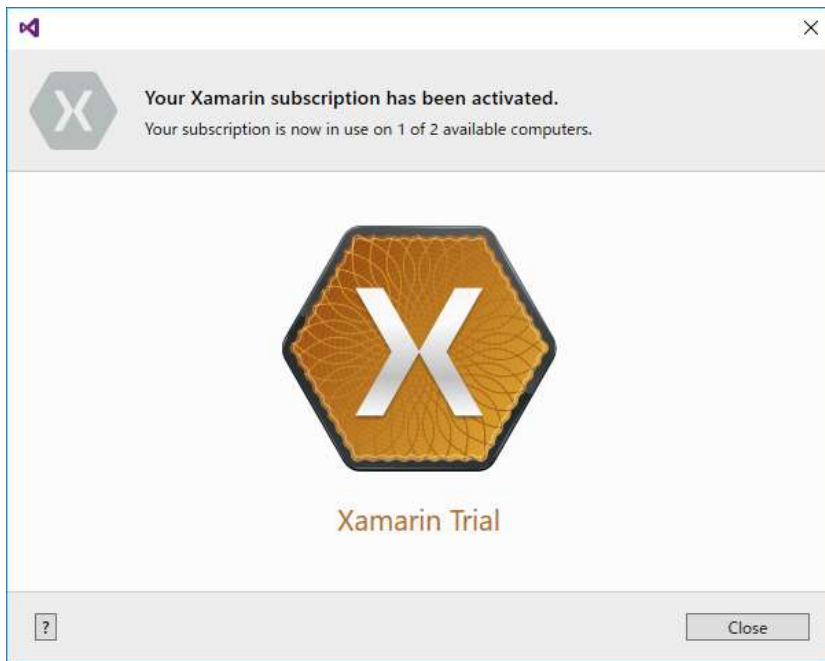 Your Xamarin subscription has been activated.
Your subscription is now in use on 1 of 2 available computers.
X
X
Xamarin Trial
?
Close